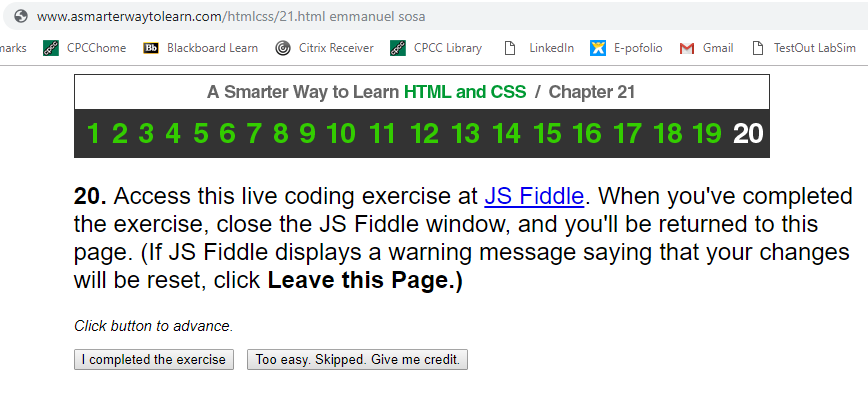 www.asmarterwaytolearn.com/htmlcss/21.html emmanuel sosa
marks CPCCHome Bb Blackboard Learn Citrix Receiver CPCC Library LinkedIn E-pofolio Gmail TestOut LabSim
A Smarter Way to Learn HTML and CSS / Chapter 21
1 2 3 4 5 6 7 8 9 10 11 12 13 14 15 16 17 18 19 20
20. Access this live coding exercise at JS Fiddle. When you've completed
the exercise, close the JS Fiddle window, and you'll be returned to this
page. (If JS Fiddle displays a warning message saying that your changes
will be reset, click Leave this Page.)
Click button to advance.
I completed the exercise Too easy. Skipped. Give me credit.